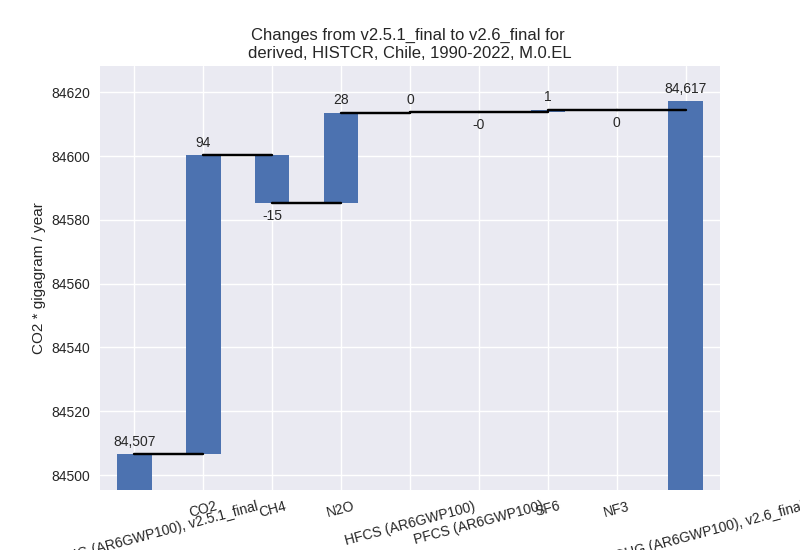 Changes from v2.5.1_final to v2.6_final for
derived, HISTCR, Chile, 1990-2022, M.0.EL
CO2 * gigagram / year
84620
84600
84580
84560
84540
84520
84500
84,507
94
-15
28
0
-0
1
0
84,617
(AR6GWP100), v2.5.1_final
CO2
CH4
N2O
HFCS (AR6GWP100)
PFCS (AR6GWP100)
SF6
NF3
(AR6GWP100), v2.6_final